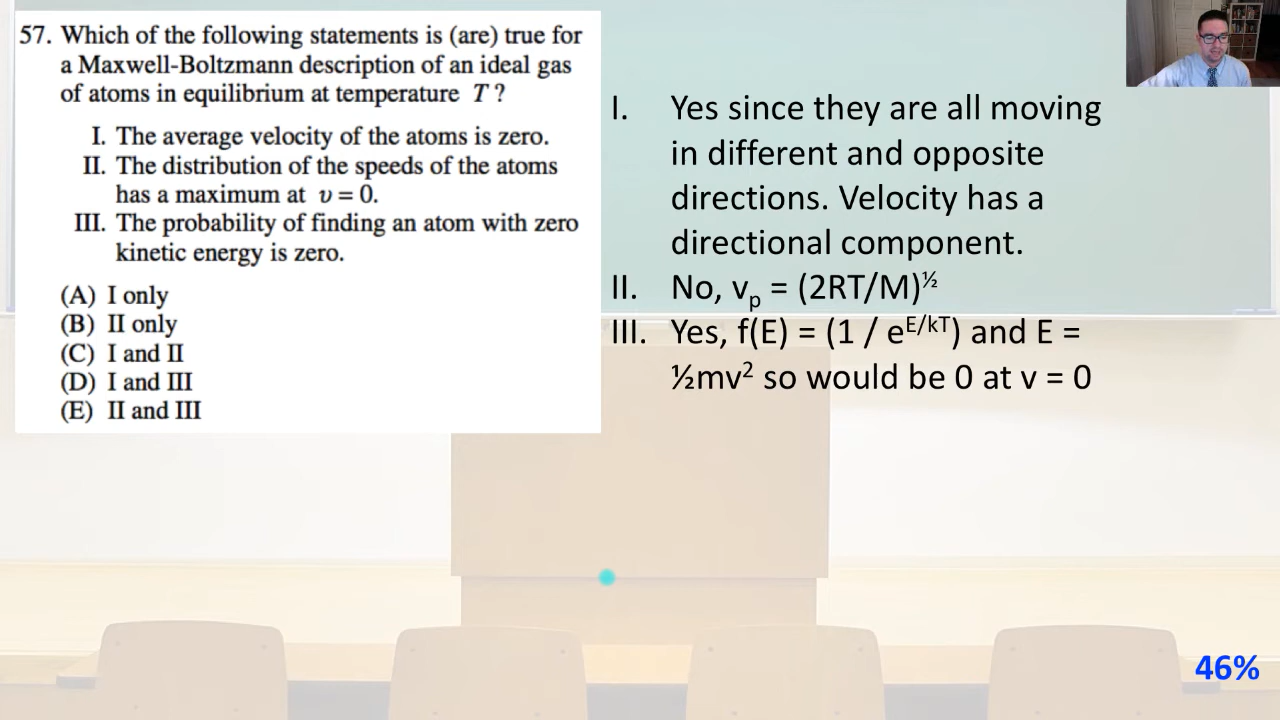 57. Which of the following statements is (are) true for
a Maxwell-Boltzmann description of an ideal gas
of atoms in equilibrium at temperature T ?
I. The average velocity of the atoms is zero.
II. The distribution of the speeds of the atoms
has a maximum at v = 0.
III. The probability of finding an atom with zero
kinetic energy is zero.
(A) I only
(B) II only
(C) I and II
(D) I and III
(E) II and III
I. Yes since they are all moving
in different and opposite
directions. Velocity has a
directional component.
II. No, vₚ = (2RT/M)^½
III. Yes, f(E) = (1 / e^E/kT) and E =
½mv² so would be 0 at v = 0
46%